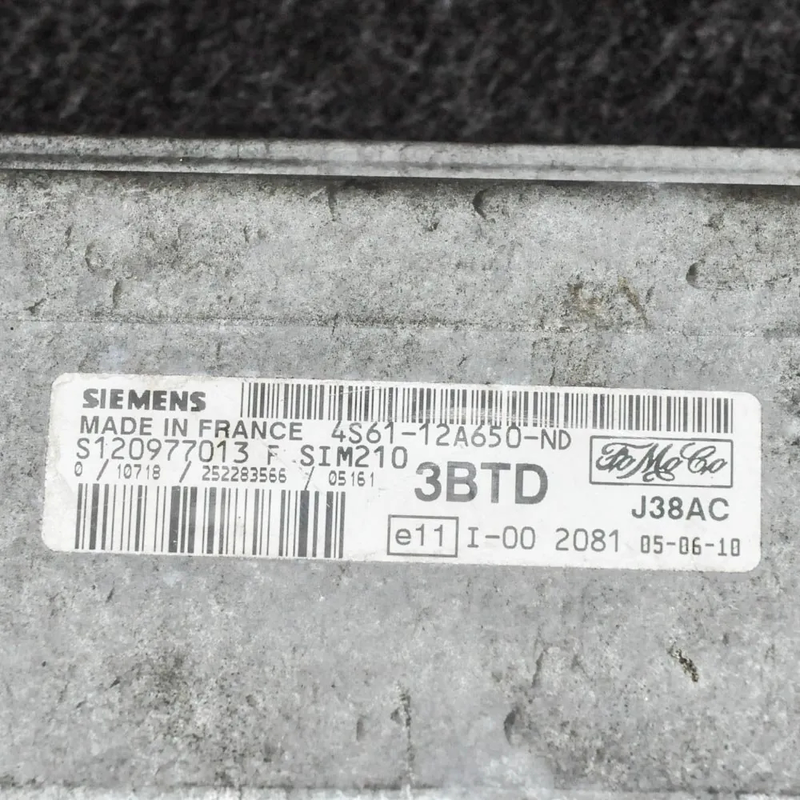 SIEMENS
MADE IN FRANCE 4S61-12A650-ND
S120977013 F SIM210
0 / 10718 / 252283566 / 05161
3BTD
FoMoCo
J38AC
e11 I-00 2081 05-06-10